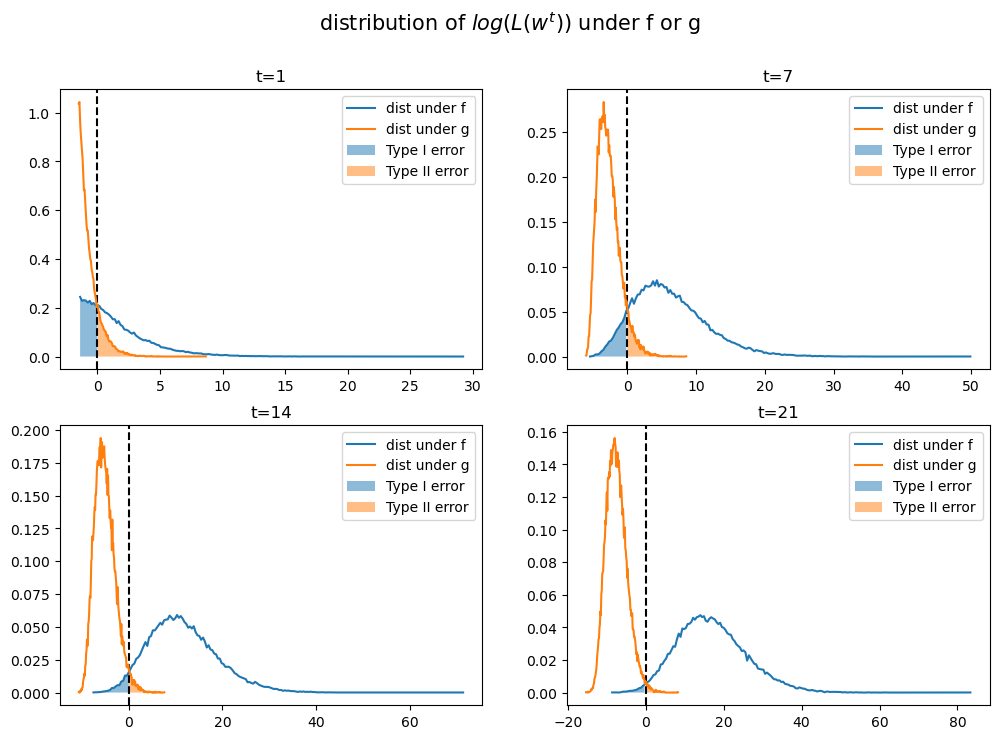 distribution of log(L(w^t)) under f or g
t=1
dist under f
dist under g
Type I error
Type II error
1.0
0.8
0.6
0.4
0.2
0.0
0 5 10 15 20 25 30
t=7
dist under f
dist under g
Type I error
Type II error
0.25
0.20
0.15
0.10
0.05
0.00
0 10 20 30 40 50
t=14
dist under f
dist under g
Type I error
Type II error
0.200
0.175
0.150
0.125
0.100
0.075
0.050
0.025
0.000
0 20 40 60
t=21
dist under f
dist under g
Type I error
Type II error
0.16
0.14
0.12
0.10
0.08
0.06
0.04
0.02
0.00
−20 0 20 40 60 80